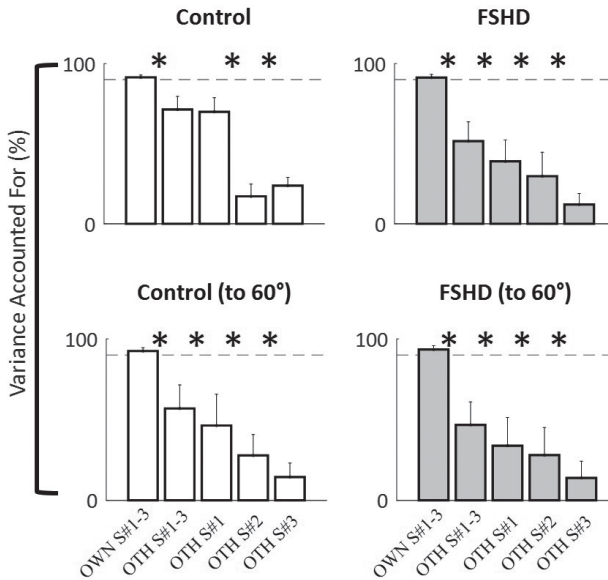 Control
FSHD
* * *
* * * *
100
100
0
0
Variance Accounted For (%)
Control (to 60°)
FSHD (to 60°)
* * * *
* * * *
100
100
0
0
OWN S#1-3
OTH S#1-3
OTH S#1
OTH S#2
OTH S#3
OWN S#1-3
OTH S#1-3
OTH S#1
OTH S#2
OTH S#3